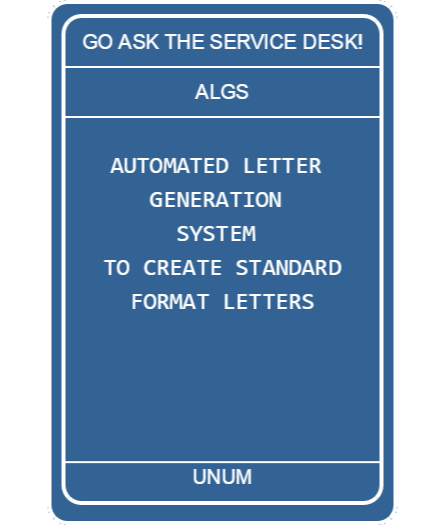 GO ASK THE SERVICE DESK!
ALGS
AUTOMATED LETTER
GENERATION
SYSTEM
TO CREATE STANDARD
FORMAT LETTERS
UNUM